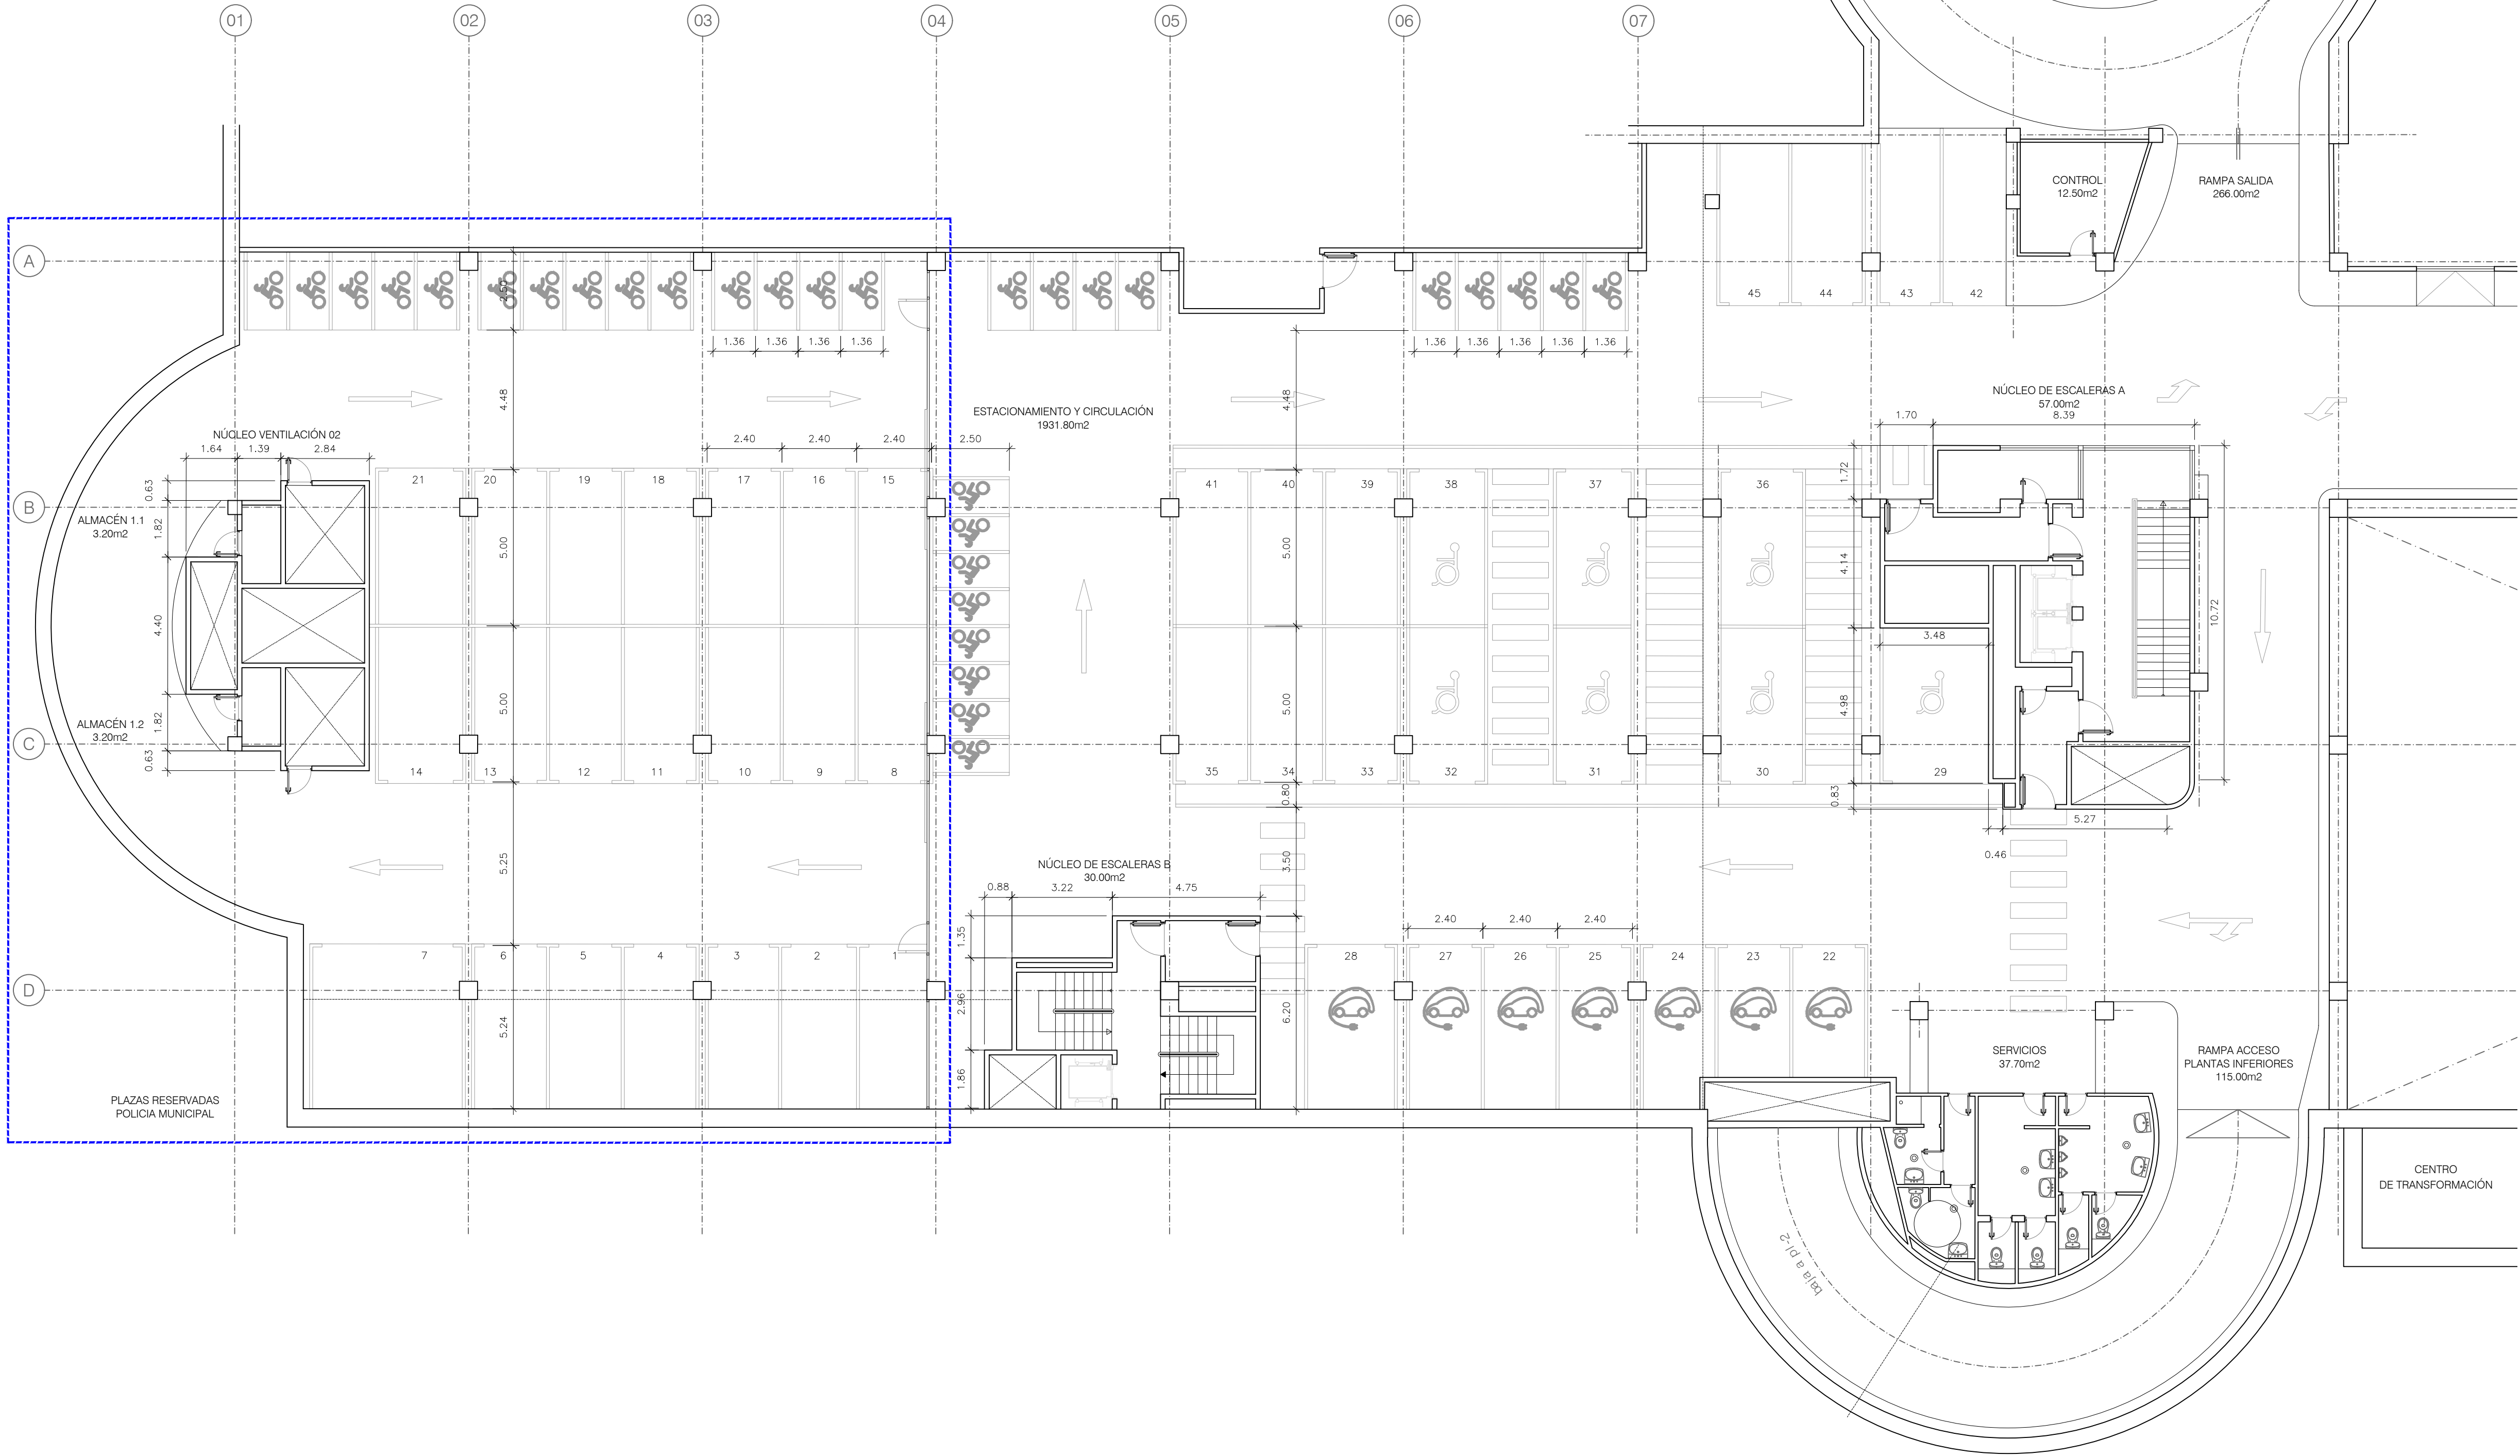 01 02 03 04 05 06 07
CONTROL
12.50m2
RAMPA SALIDA
266.00m2
A
2.50
45 44 43 42
1.36 1.36 1.36 1.36
1.36 1.36 1.36 1.36 1.36
4.48
4.48
NÚCLEO DE ESCALERAS A
57.00m2
1.70 8.39
ESTACIONAMIENTO Y CIRCULACIÓN
1931.80m2
NÚCLEO VENTILACIÓN 02
1.64 1.39 2.84
2.40 2.40 2.40 2.50
21 20 19 18 17 16 15
41 40 39 38 37 36
1.72
0.63
B
ALMACÉN 1.1
3.20m2
1.82
5.00
5.00
4.14
4.40
10.72
3.48
5.00
5.00
4.98
ALMACÉN 1.2
3.20m2
1.82
C
0.63
14 13 12 11 10 9 8
35 34 33 32 31 30 29
0.80
0.83
5.27
0.46
5.25
3.50
NÚCLEO DE ESCALERAS B
30.00m2
0.88 3.22 4.75
1.35
2.40 2.40 2.40
7 6 5 4 3 2 1
28 27 26 25 24 23 22
D
2.96
5.24
6.20
1.86
SERVICIOS
37.70m2
RAMPA ACCESO
PLANTAS INFERIORES
115.00m2
PLAZAS RESERVADAS
POLICIA MUNICIPAL
CENTRO
DE TRANSFORMACIÓN
baja a pl-2